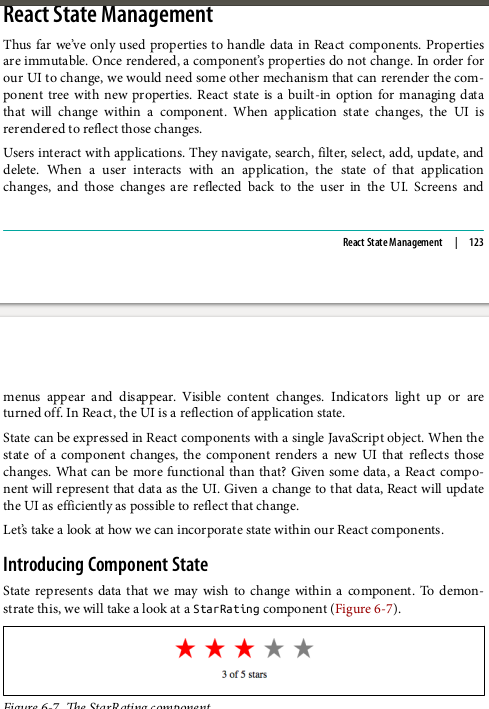 React State Management
Thus far we've only used properties to handle data in React components. Properties
are immutable. Once rendered, a component's properties do not change. In order for
our UI to change, we would need some other mechanism that can rerender the com-
ponent tree with new properties. React state is a built-in option for managing data
that will change within a component. When application state changes, the UI is
rerendered to reflect those changes.
Users interact with applications. They navigate, search, filter, select, add, update, and
delete. When a user interacts with an application, the state of that application
changes, and those changes are reflected back to the user in the UI. Screens and
React State Management | 123
menus appear and disappear. Visible content changes. Indicators light up or are
turned off. In React, the UI is a reflection of application state.
State can be expressed in React components with a single JavaScript object. When the
state of a component changes, the component renders a new UI that reflects those
changes. What can be more functional than that? Given some data, a React compo-
nent will represent that data as the UI. Given a change to that data, React will update
the UI as efficiently as possible to reflect that change.
Let's take a look at how we can incorporate state within our React components.
Introducing Component State
State represents data that we may wish to change within a component. To demon-
strate this, we will take a look at a StarRating component (Figure 6-7).
3 of 5 stars
Figure 6-7. The StarRating component